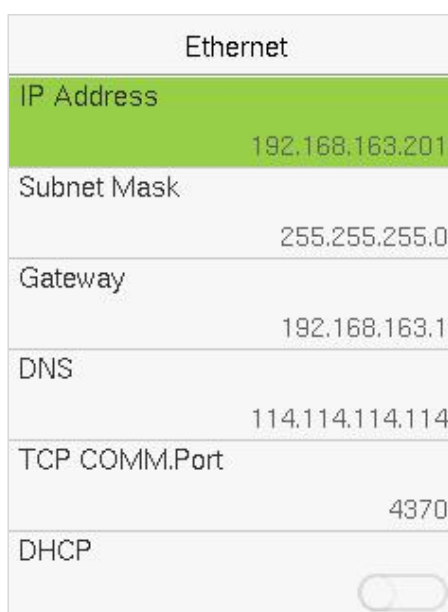 Ethernet
IP Address
192.168.163.201
Subnet Mask
255.255.255.0
Gateway
192.168.163.1
DNS
114.114.114.114
TCP COMM.Port
4370
DHCP